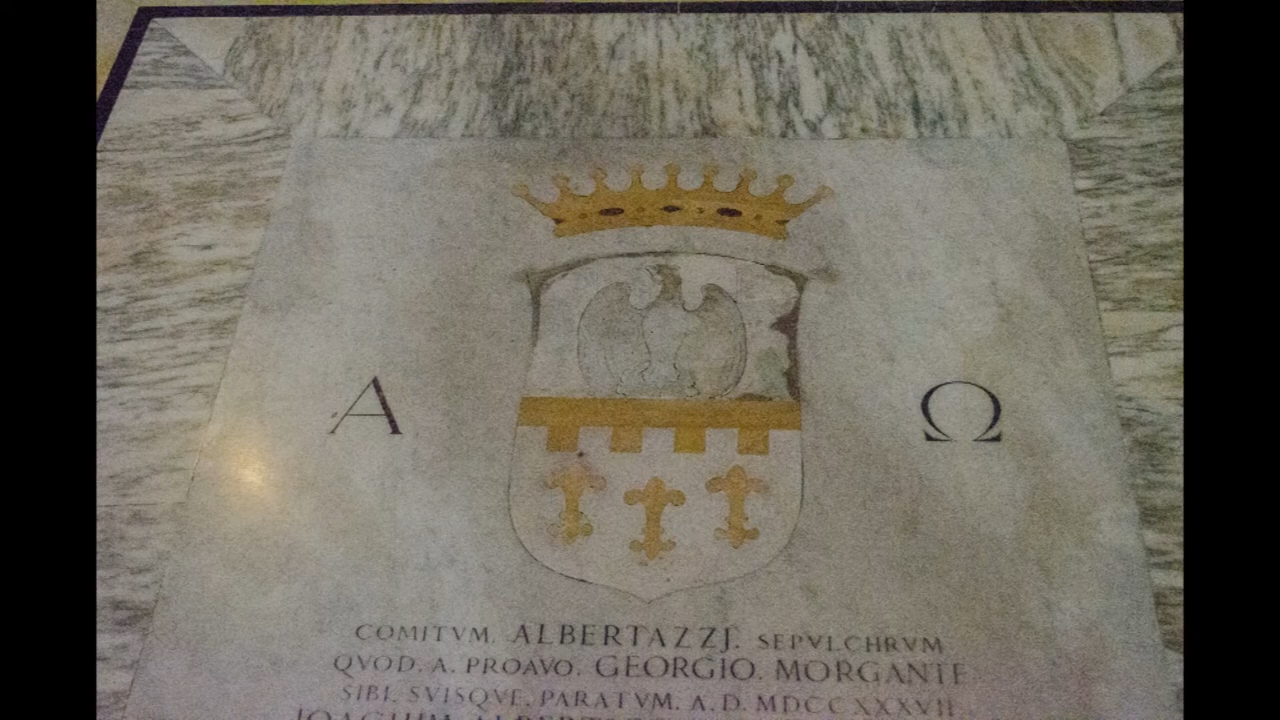 A Ω
COMITVM. ALBERTAZZJ. SEPVLCHRVM
QVOD. A. PROAVO. GEORGIO. MORGANTE
SIBI. SVISQVE. PARATVM. A. D. MDCCXXXVII